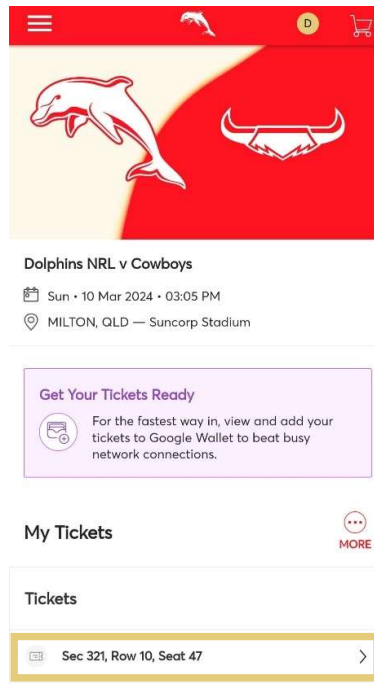 D
Dolphins NRL v Cowboys
Sun • 10 Mar 2024 • 03:05 PM
MILTON, QLD — Suncorp Stadium
Get Your Tickets Ready
For the fastest way in, view and add your
tickets to Google Wallet to beat busy
network connections.
My Tickets
MORE
Tickets
Sec 321, Row 10, Seat 47